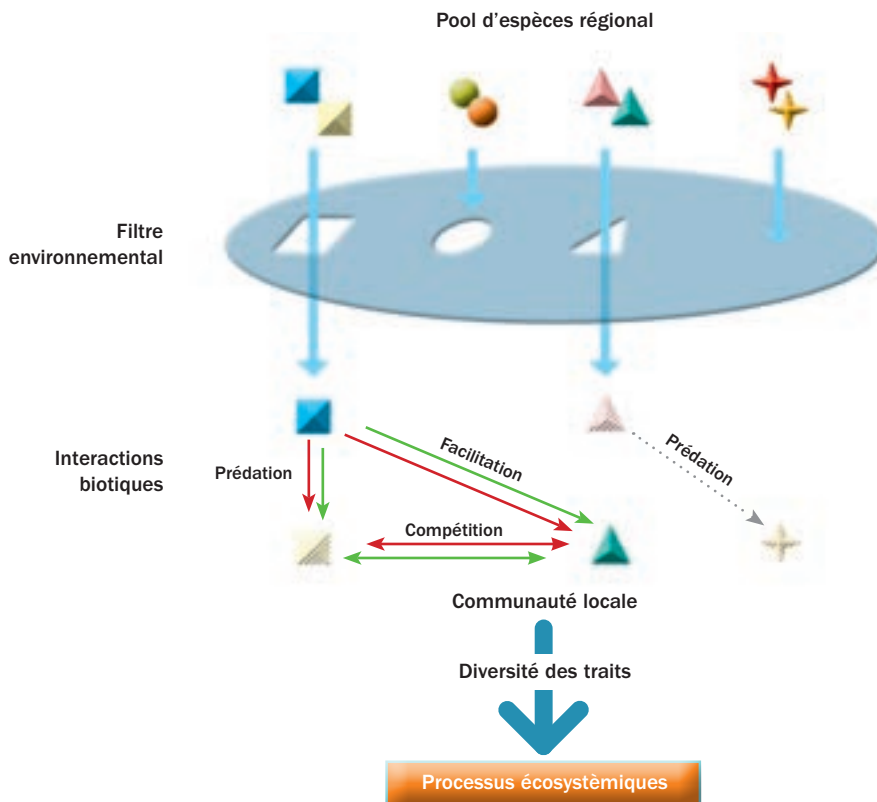 Pool d'espèces régional
Filtre
environnemental
Interactions
biotiques
Prédation
Facilitation
Compétition
Prédation
Communauté locale
Diversité des traits
Processus écosystèmiques